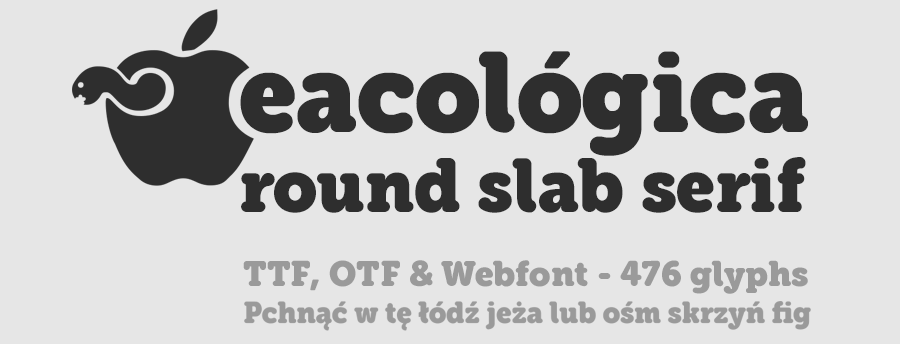 eacológica
round slab serif
TTF, OTF & Webfont - 476 glyphs
Pchnąć w tę łódź jeża lub ośm skrzyń fig